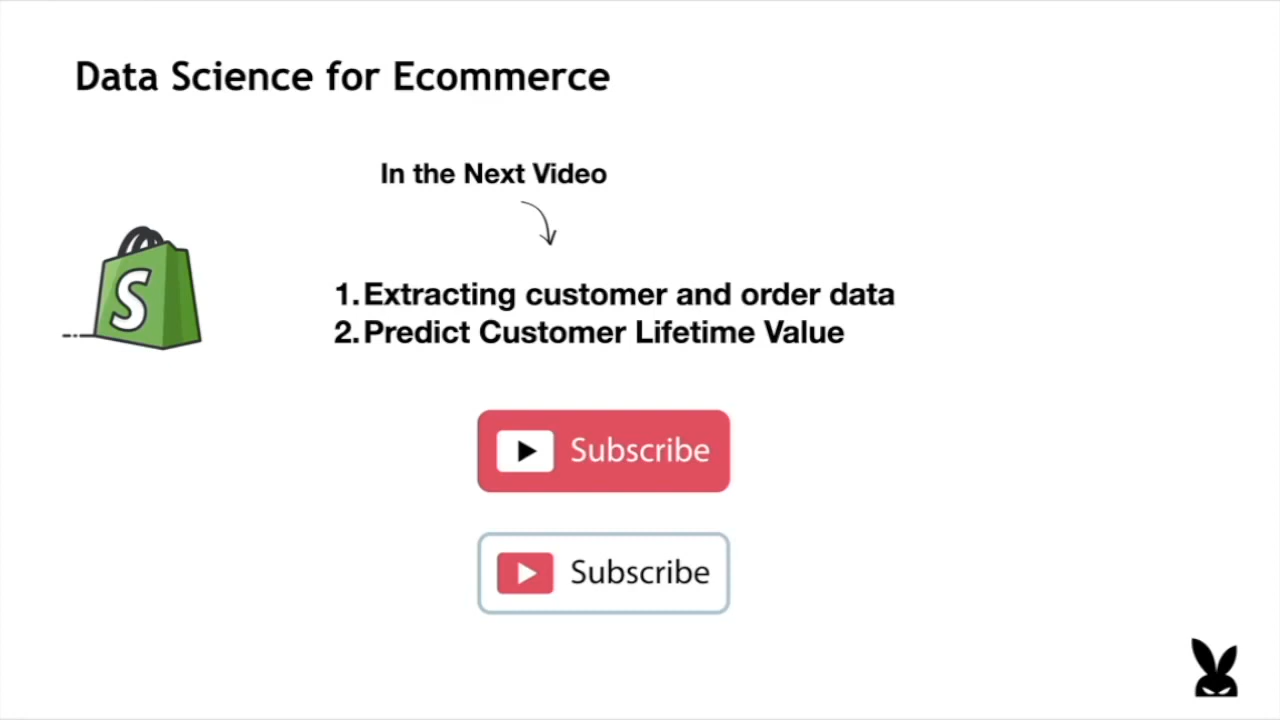 Data Science for Ecommerce
In the Next Video
S
1. Extracting customer and order data
2. Predict Customer Lifetime Value
Subscribe
Subscribe